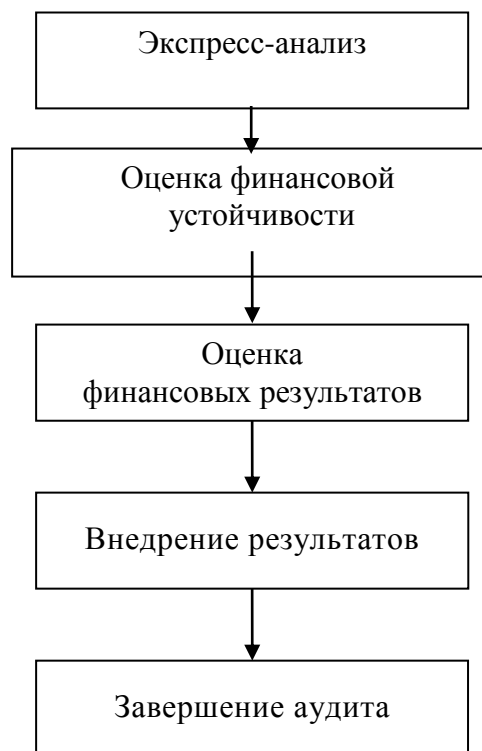 Экспресс-анализ
Оценка финансовой
устойчивости
Оценка
финансовых результатов
Внедрение результатов
Завершение аудита